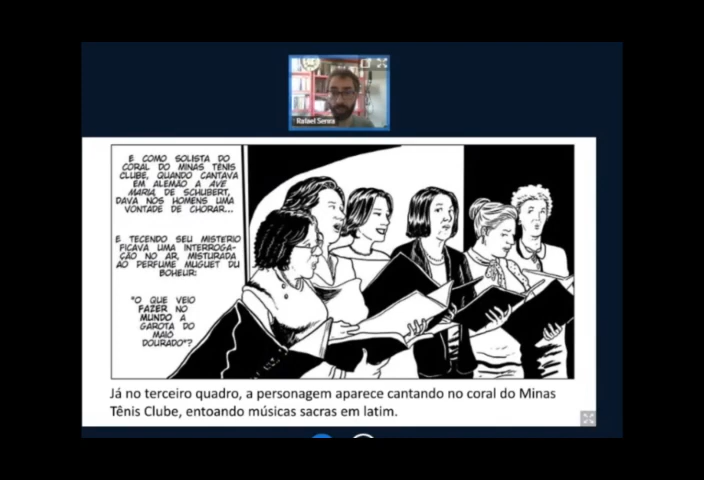 Rafael Senra
E COMO SOLISTA DO
CORAL DO MINAS TENIS
CLUBE, QUANDO CANTAVA
EM ALEMÃO A AVE
MARIA, DE SCHUBERT,
DAVA NOS HOMENS UMA
VONTADE DE CHORAR...
E TECENDO SEU MISTERIO
FICAVA UMA INTERROGA-
ÇÃO NO AR, MISTURADA
AO PERFUME MUGUET DU
BOHEUR:
"O QUE VEIO
FAZER NO
MUNDO A
GAROTA DO
MAIÔ
DOURADO"?
Já no terceiro quadro, a personagem aparece cantando no coral do Minas
Tênis Clube, entoando músicas sacras em latim.